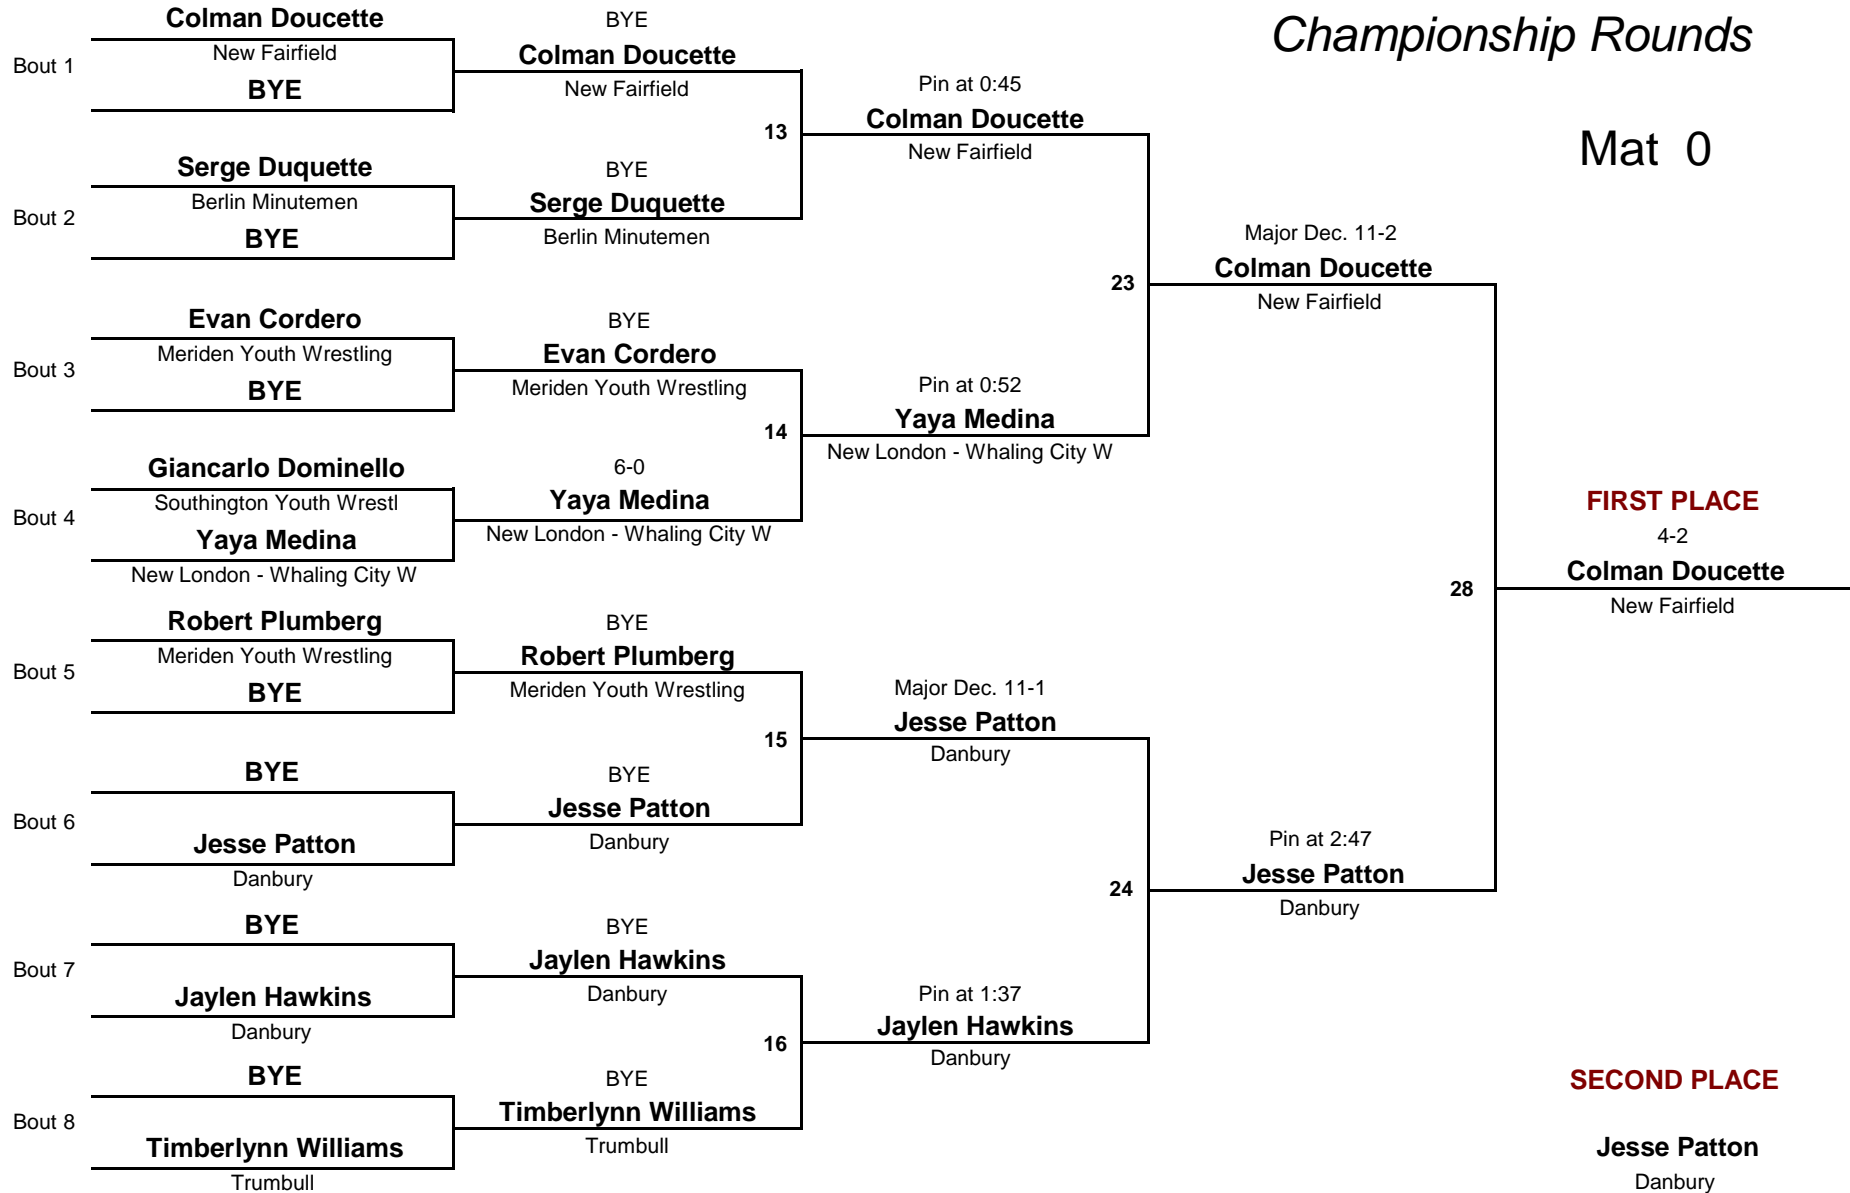 Championship Rounds
Mat 0
Bout 1
Colman Doucette
New Fairfield
BYE
Bout 2
Serge Duquette
Berlin Minutemen
BYE
Bout 3
Evan Cordero
Meriden Youth Wrestling
BYE
Bout 4
Giancarlo Dominello
Southington Youth Wrestl
Yaya Medina
New London - Whaling City W
Bout 5
Robert Plumberg
Meriden Youth Wrestling
BYE
Bout 6
BYE
Jesse Patton
Danbury
Bout 7
BYE
Jaylen Hawkins
Danbury
Bout 8
BYE
Timberlynn Williams
Trumbull
BYE
Colman Doucette
New Fairfield
13
BYE
Serge Duquette
Berlin Minutemen
BYE
Evan Cordero
Meriden Youth Wrestling
14
6-0
Yaya Medina
New London - Whaling City W
BYE
Robert Plumberg
Meriden Youth Wrestling
15
BYE
Jesse Patton
Danbury
BYE
Jaylen Hawkins
Danbury
16
BYE
Timberlynn Williams
Trumbull
Pin at 0:45
Colman Doucette
New Fairfield
23
Pin at 0:52
Yaya Medina
New London - Whaling City W
Major Dec. 11-1
Jesse Patton
Danbury
24
Pin at 1:37
Jaylen Hawkins
Danbury
Major Dec. 11-2
Colman Doucette
New Fairfield
28
Pin at 2:47
Jesse Patton
Danbury
FIRST PLACE
4-2
Colman Doucette
New Fairfield
SECOND PLACE
Jesse Patton
Danbury